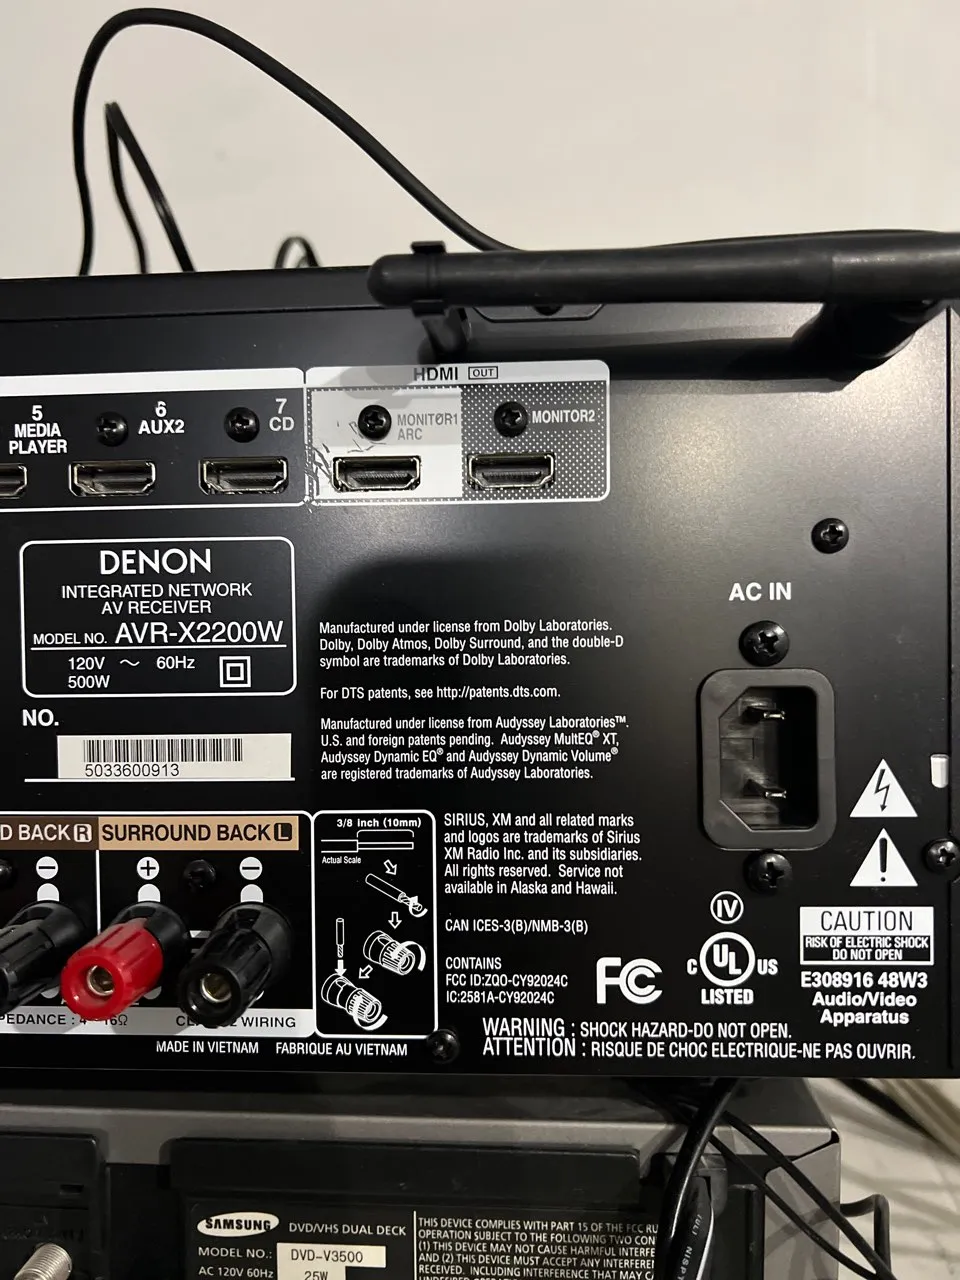 HDMI OUT
5
MEDIA
PLAYER
6
AUX2
7
CD
MONITOR1
ARC
MONITOR2
DENON
INTEGRATED NETWORK
AV RECEIVER
MODEL NO. AVR-X2200W
120V ～ 60Hz
500W
NO.
5033600913
Manufactured under license from Dolby Laboratories.
Dolby, Dolby Atmos, Dolby Surround, and the double-D
symbol are trademarks of Dolby Laboratories.
For DTS patents, see http://patents.dts.com.
Manufactured under license from Audyssey Laboratories™.
U.S. and foreign patents pending. Audyssey MultEQ® XT,
Audyssey Dynamic EQ® and Audyssey Dynamic Volume®
are registered trademarks of Audyssey Laboratories.
AC IN
D BACK R
SURROUND BACK L
3/8 inch (10mm)
Actual Scale
SIRIUS, XM and all related marks
and logos are trademarks of Sirius
XM Radio Inc. and its subsidiaries.
All rights reserved. Service not
available in Alaska and Hawaii.
CAN ICES-3(B)/NMB-3(B)
CONTAINS
FCC ID:ZQO-CY92024C
IC:2581A-CY92024C
FC
IV
C UL US
LISTED
CAUTION
RISK OF ELECTRIC SHOCK
DO NOT OPEN
E308916 48W3
Audio/Video
Apparatus
WIRING
MADE IN VIETNAM FABRIQUE AU VIETNAM
WARNING : SHOCK HAZARD-DO NOT OPEN.
ATTENTION : RISQUE DE CHOC ELECTRIQUE-NE PAS OUVRIR.
SAMSUNG DVD/VHS DUAL DECK
MODEL NO.: DVD-V3500
AC 120V 60Hz 25W
THIS DEVICE COMPLIES WITH PART 15 OF THE FCC RU
OPERATION SUBJECT TO THE FOLLOWING TWO CON
(1) THIS DEVICE MAY NOT CAUSE HARMFUL INTERFE
AND (2) THIS DEVICE MUST ACCEPT ANY INTERFERE
RECEIVED, INCLUDING INTERFERENCE THAT MAY CA